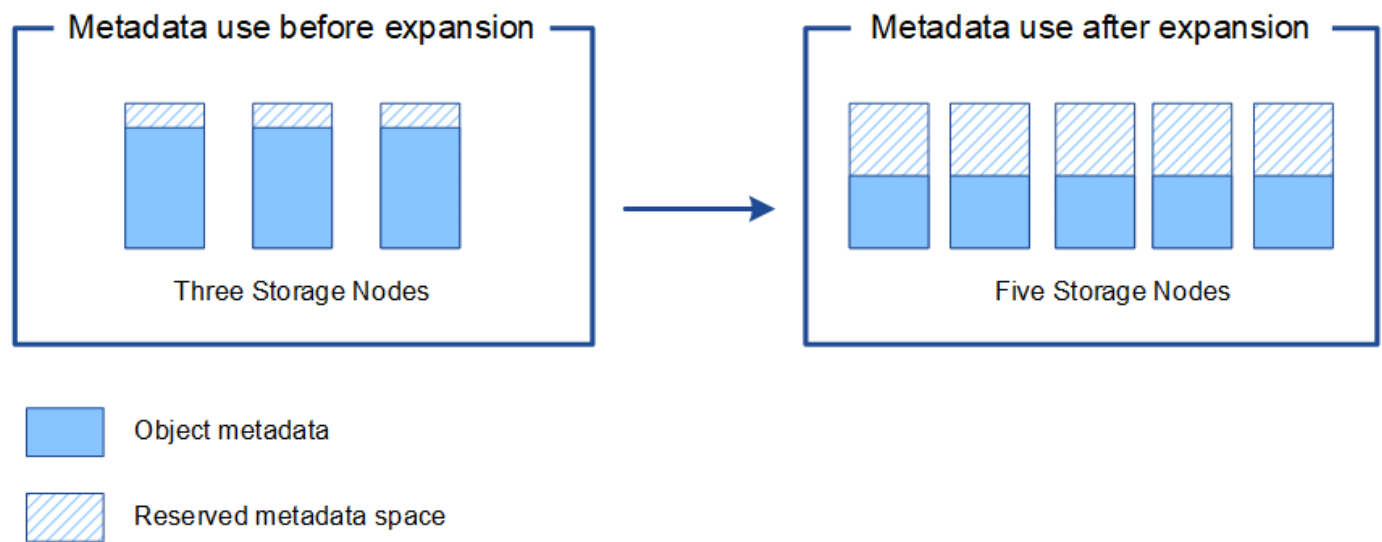 Metadata use before expansion
Metadata use after expansion
Three Storage Nodes
Five Storage Nodes
Object metadata
Reserved metadata space